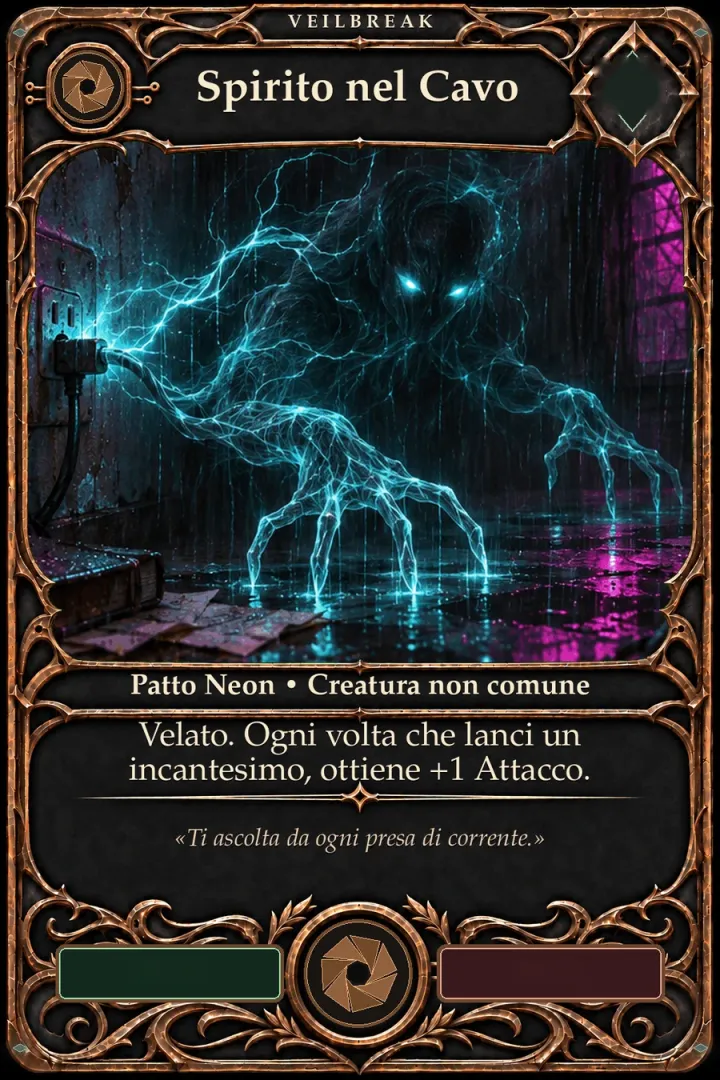 VEILBREAK
Spirito nel Cavo
Patto Neon • Creatura non comune
Velato. Ogni volta che lanci un
incantesimo, ottiene +1 Attacco.
«Ti ascolta da ogni presa di corrente.»